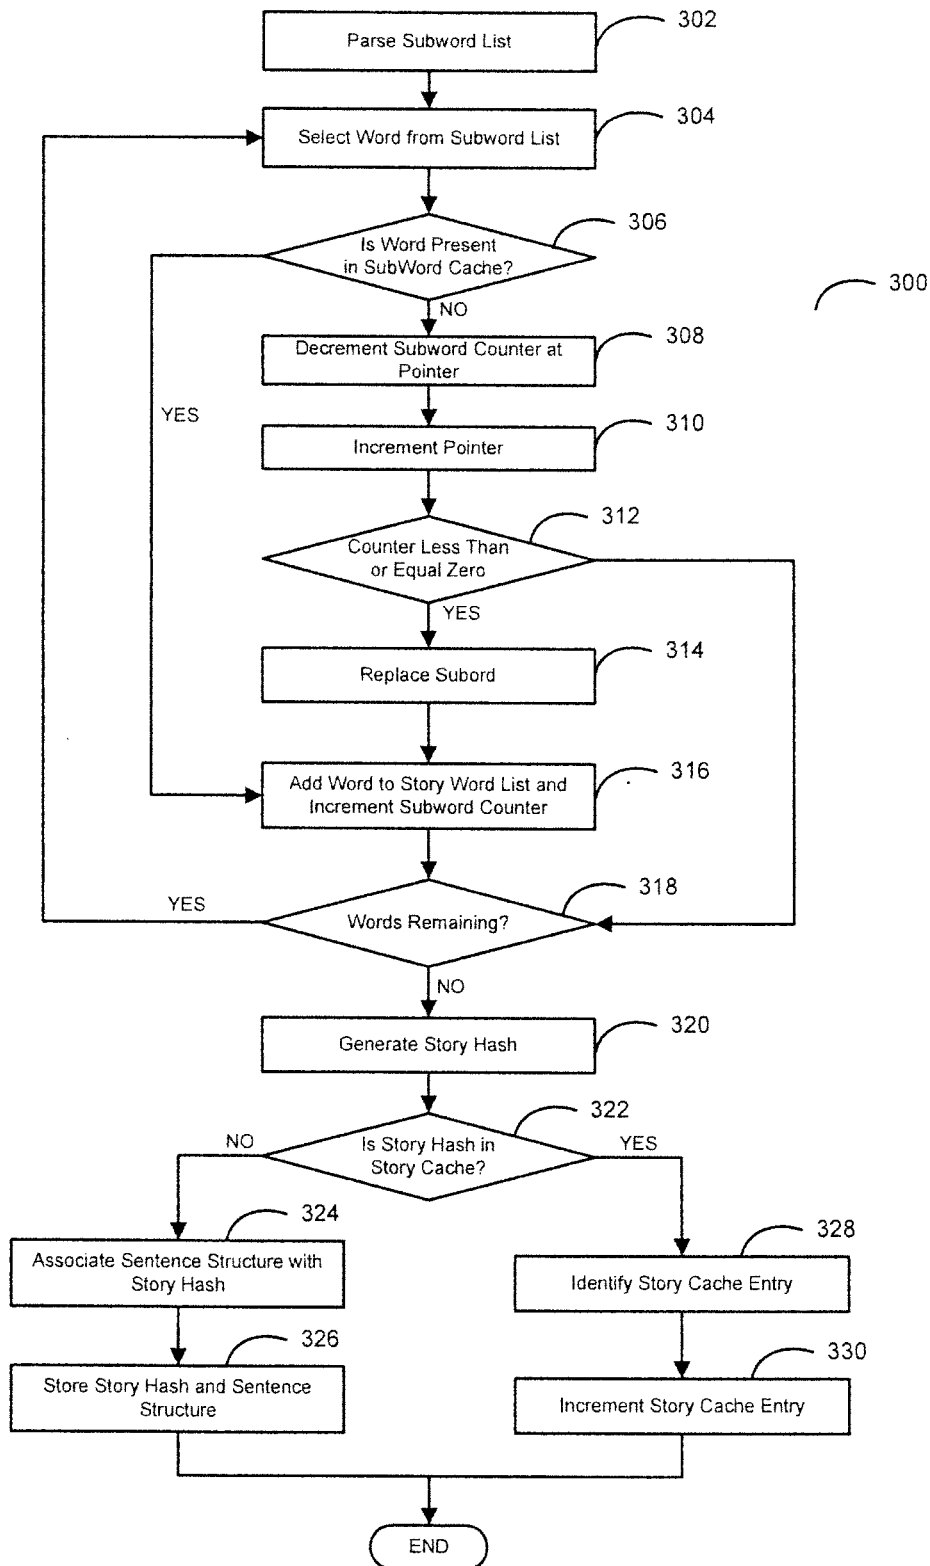 302
Parse Subword List
304
Select Word from Subword List
306
Is Word Present
in SubWord Cache?
300
NO
308
Decrement Subword Counter at
Pointer
YES
310
Increment Pointer
312
Counter Less Than
or Equal Zero
YES
314
Replace Subord
316
Add Word to Story Word List and
Increment Subword Counter
318
YES
Words Remaining?
NO
320
Generate Story Hash
322
NO
YES
Is Story Hash in
Story Cache?
324
Associate Sentence Structure with
Story Hash
328
Identify Story Cache Entry
326
Store Story Hash and Sentence
Structure
330
Increment Story Cache Entry
END